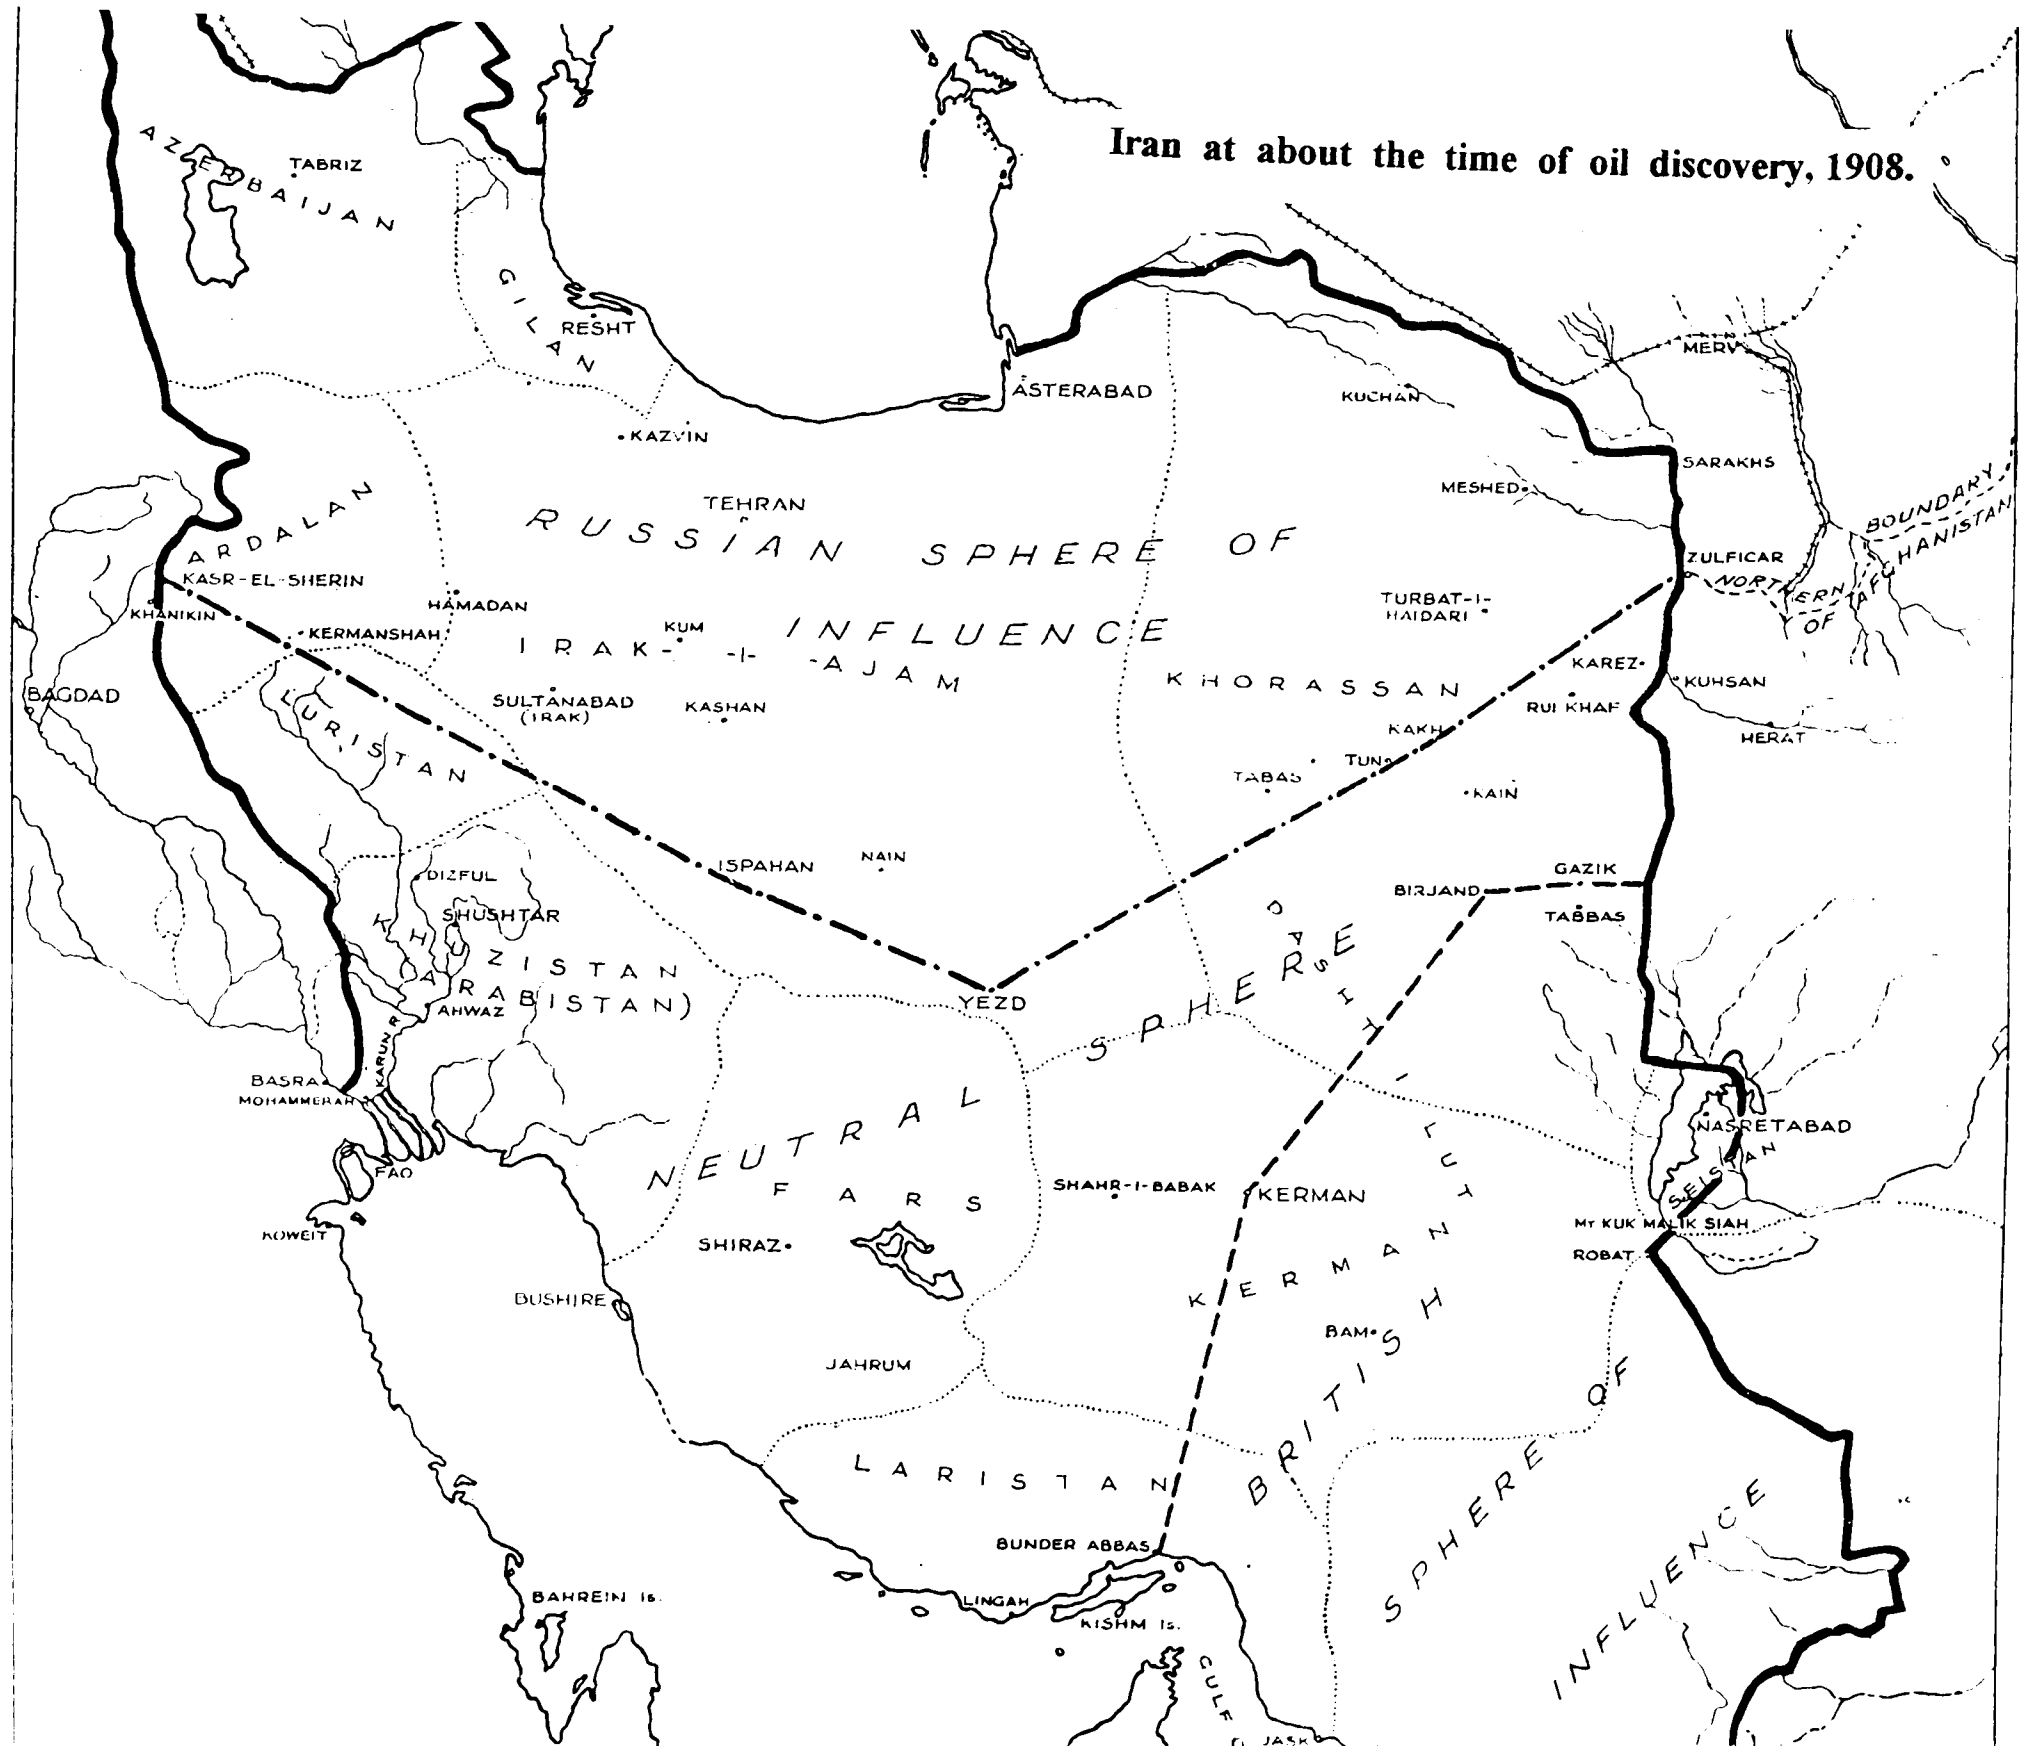 Iran at about the time of oil discovery, 1908.
AZERBAIJAN
TABRIZ
GILAN
RESHT
MERV
ASTERABAD
KUCHAN
KAZVIN
SARAKHS
MESHED
ARDALAN
TEHRAN
RUSSIAN SPHERE OF
INFLUENCE
BOUNDARY
NORTHERN
OF AFGHANISTAN
ZULFICAR
KASR-EL-SHERIN
KHANIKIN
HAMADAN
TURBAT-I-
HAIDARI
KERMANSHAH
KUM
IRAK-I-AJAM
KAREZ
KUHSAN
KHORASSAN
BAGDAD
LURISTAN
SULTANABAD
(IRAK)
KASHAN
RUI KHAF
KAKH
HERAT
TUN
TABAS
KAIN
ISPAHAN
NAIN
GAZIK
DIZFUL
BIRJAND
TABBAS
SHUSHTAR
KHUZISTAN
(ARABISTAN)
AHWAZ
YEZD
DASHT-I-LUT
NEUTRAL SPHERE
KARUN R
BASRA
MOHAMMERAH
NASRETABAD
FAO
SEISTAN
FARS
SHAHR-I-BABAK
KERMAN
KOWEIT
SHIRAZ
MT KUK MALIK SIAH
ROBAT
KERMAN
BUSHIRE
BAM
JAHRUM
BRITISH
SPHERE OF
INFLUENCE
LARISTAN
BUNDER ABBAS
BAHREIN Is.
LINGAH
KISHM Is.
GULF O
JASK